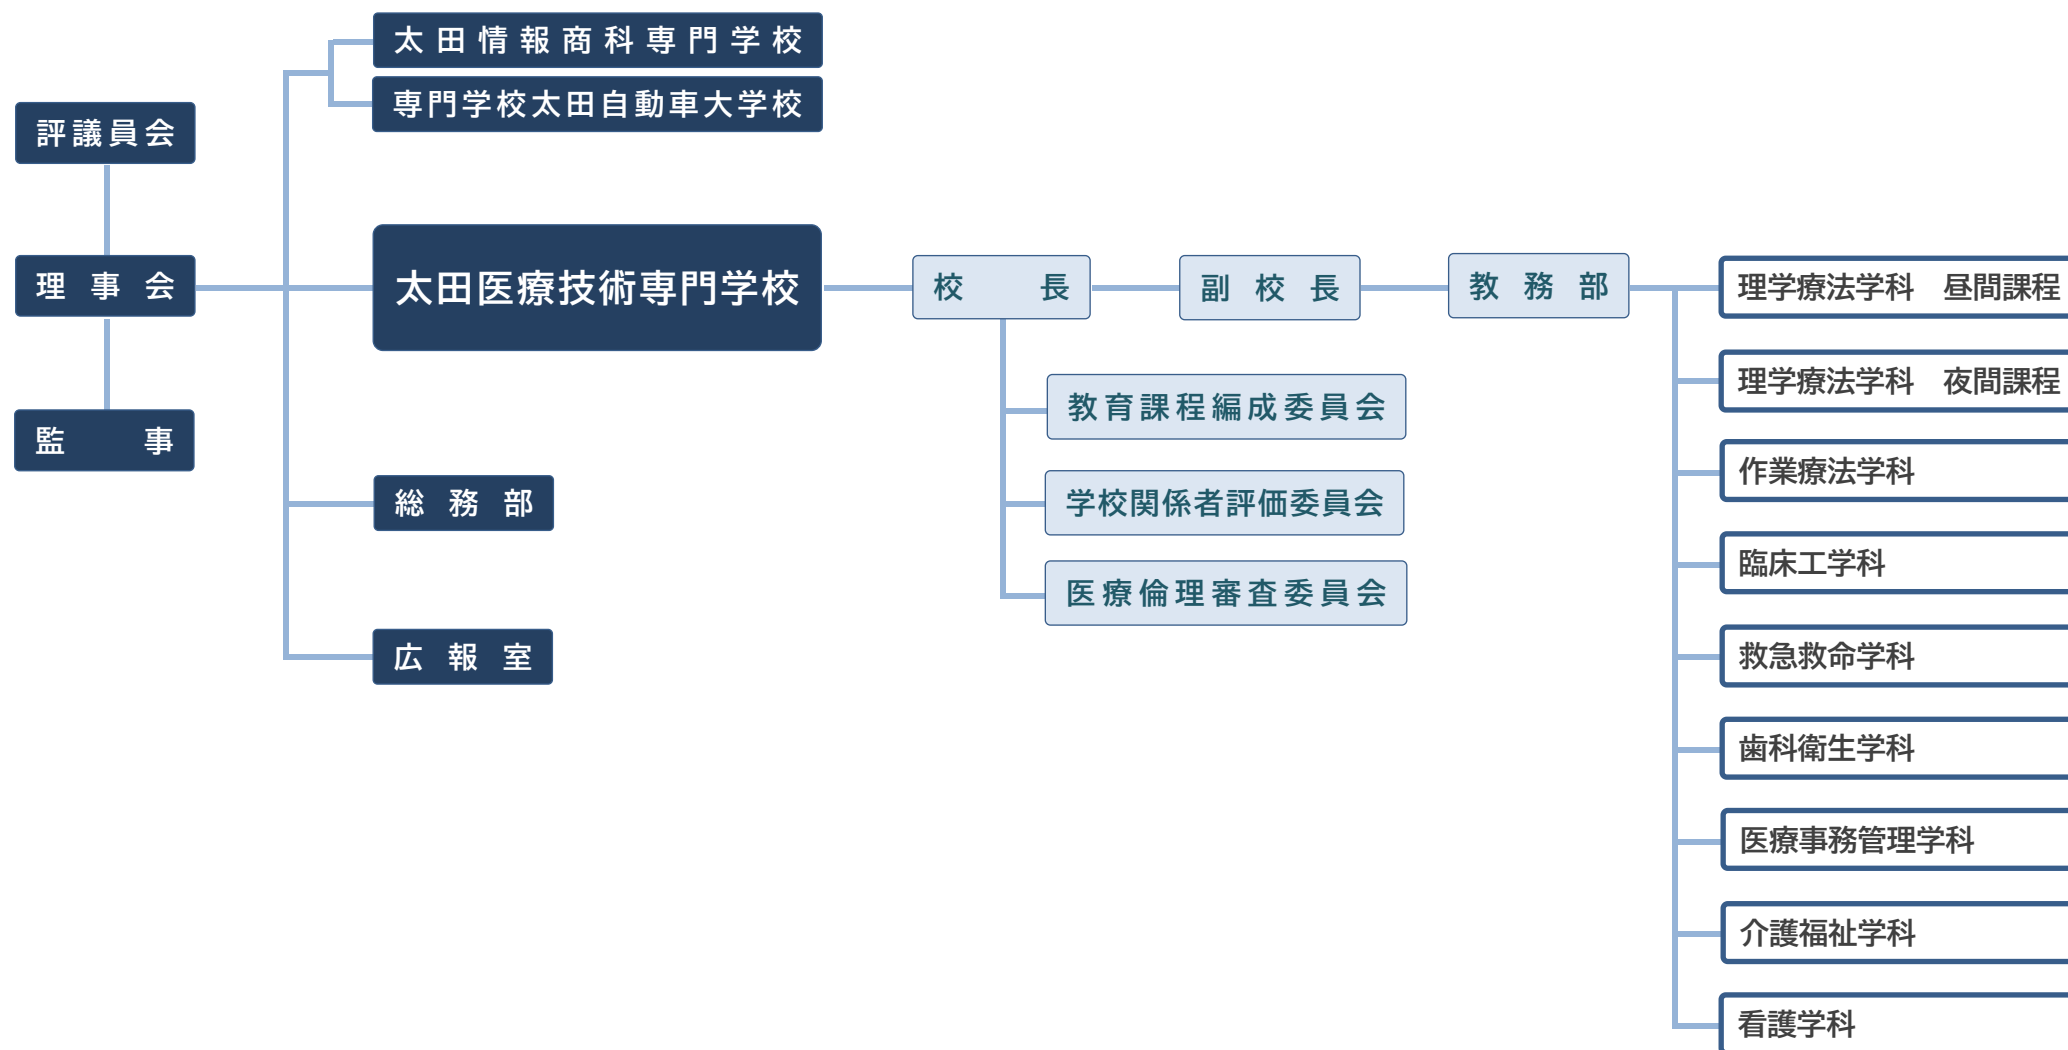 太田情報商科専門学校
専門学校太田自動車大学校
評議員会
理事会
監事
太田医療技術専門学校
総務部
広報室
校長
副校長
教務部
教育課程編成委員会
学校関係者評価委員会
医療倫理審査委員会
理学療法学科　昼間課程
理学療法学科　夜間課程
作業療法学科
臨床工学科
救急救命学科
歯科衛生学科
医療事務管理学科
介護福祉学科
看護学科